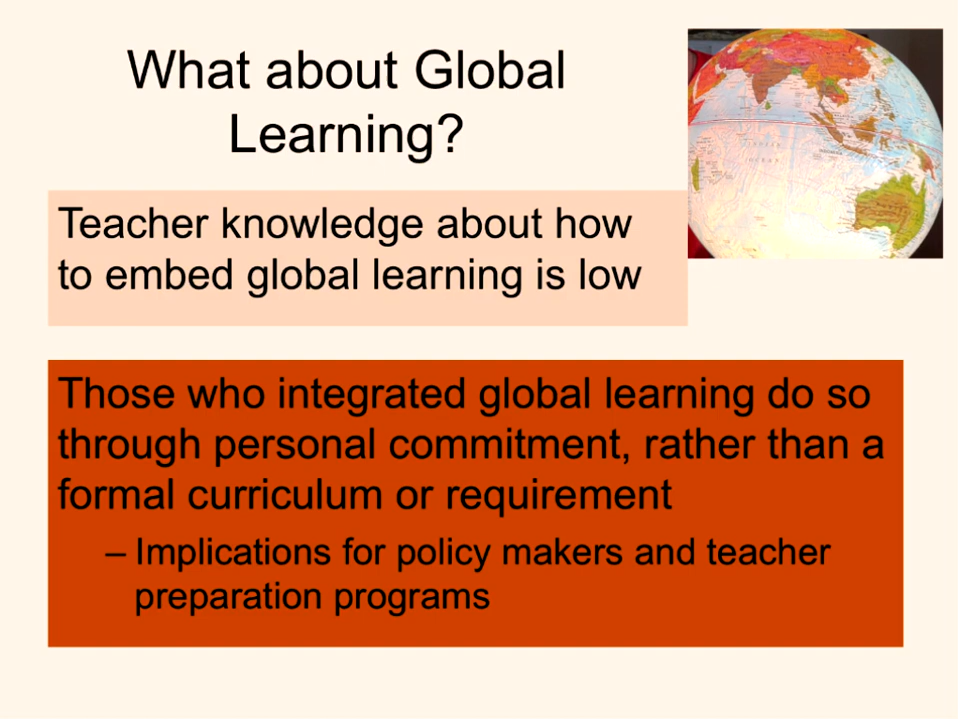 What about Global
Learning?
Teacher knowledge about how
to embed global learning is low
Those who integrated global learning do so
through personal commitment, rather than a
formal curriculum or requirement
– Implications for policy makers and teacher
preparation programs